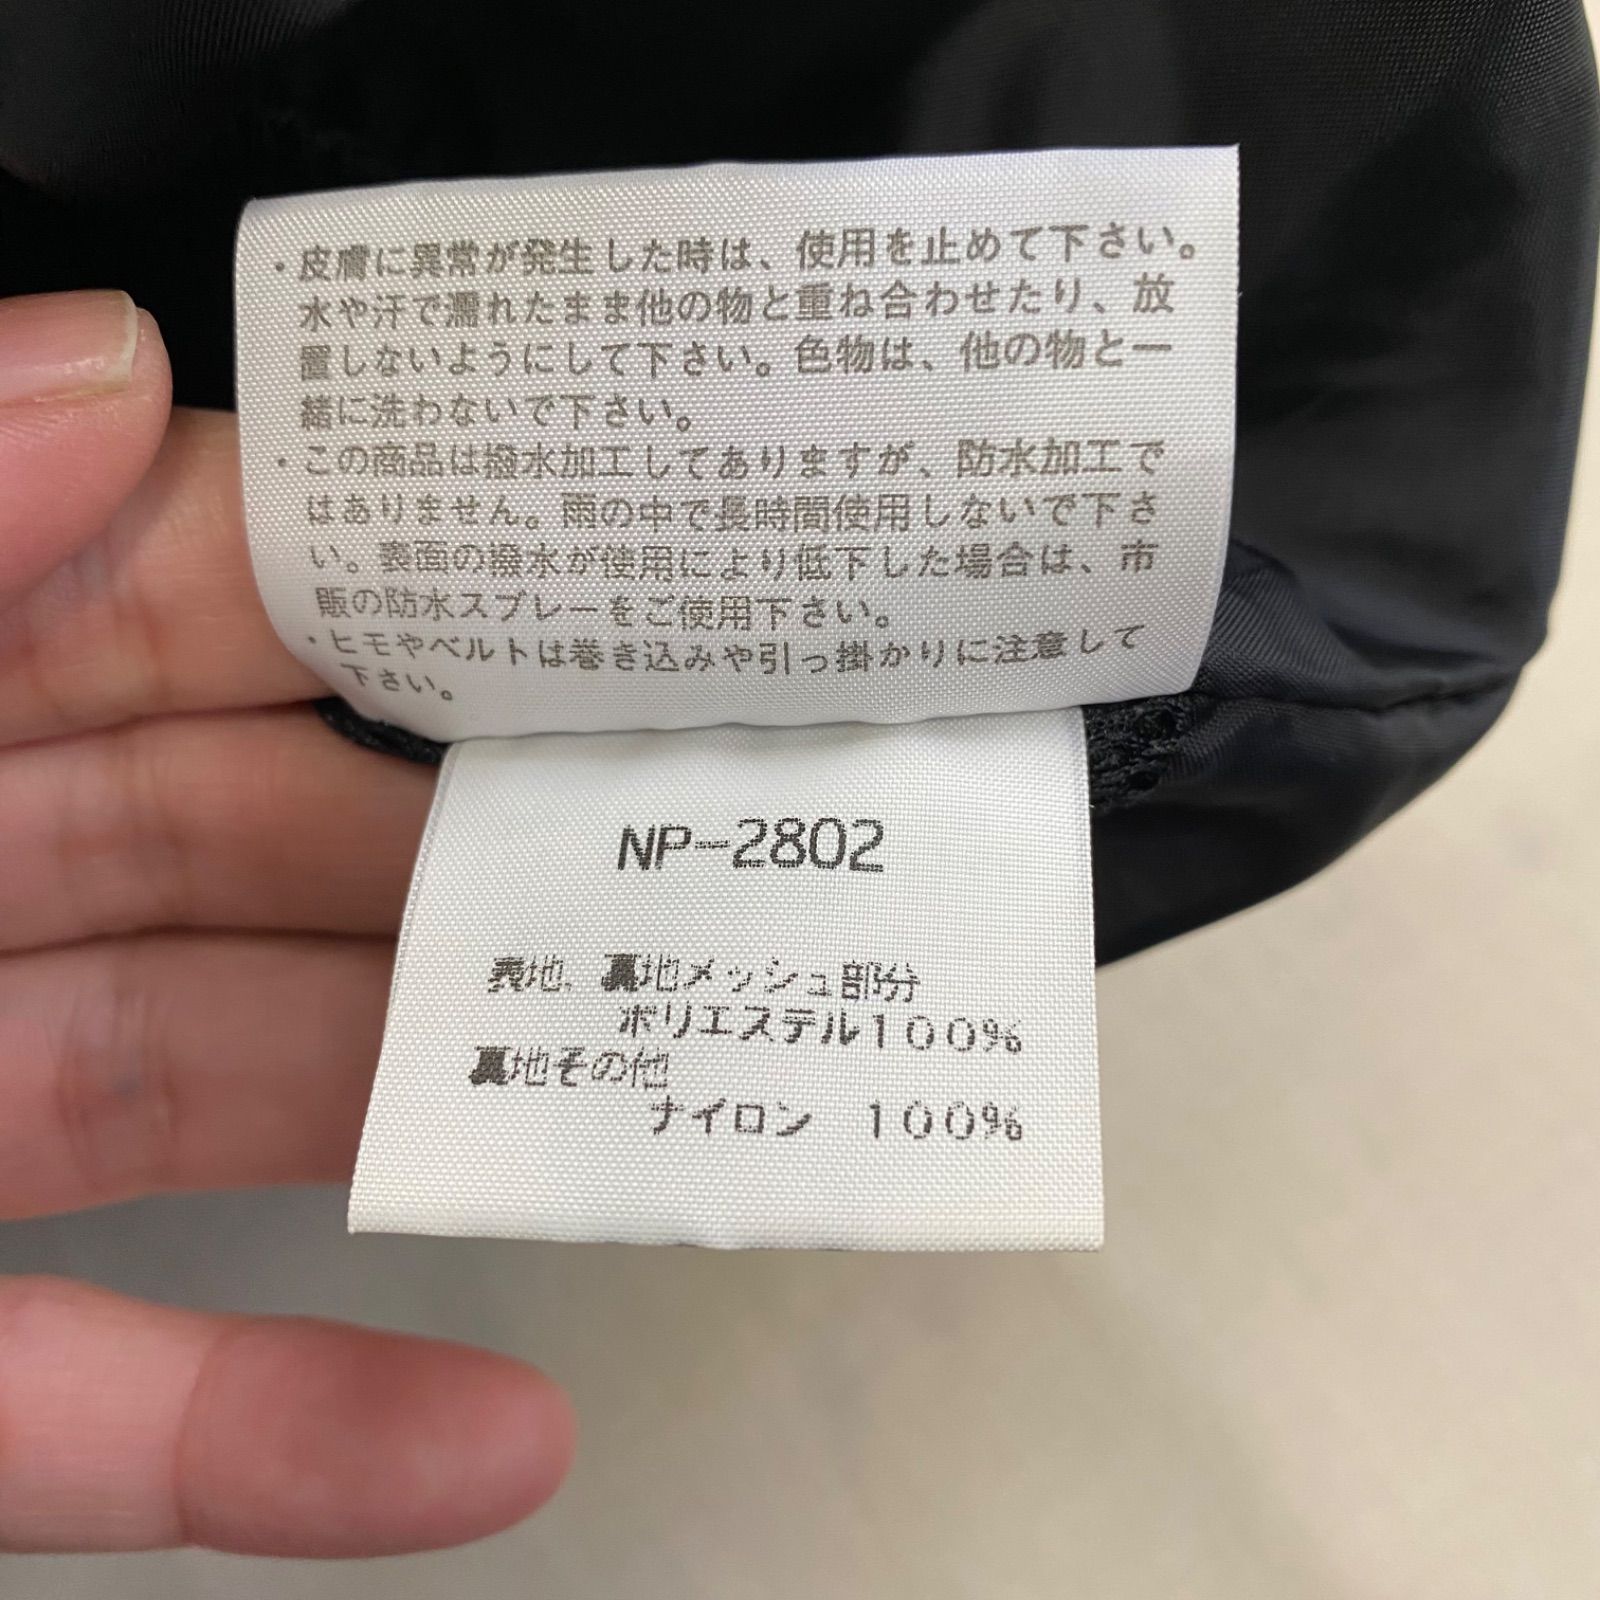 ・皮膚に異常が発生した時は、使用を止めて下さい。
水や汗で濡れたまま他の物と重ね合わせたり、放
置しないようにして下さい。色物は、他の物と一
緒に洗わないで下さい。
・この商品は撥水加工してありますが、防水加工で
はありません。雨の中で長時間使用しないで下さ
い。表面の撥水が使用により低下した場合は、市
販の防水スプレーをご使用下さい。
・ヒモやベルトは巻き込みや引っ掛かりに注意して
下さい。
NP-2802
表地、裏地メッシュ部分
ポリエステル100%
裏地その他
ナイロン 100%